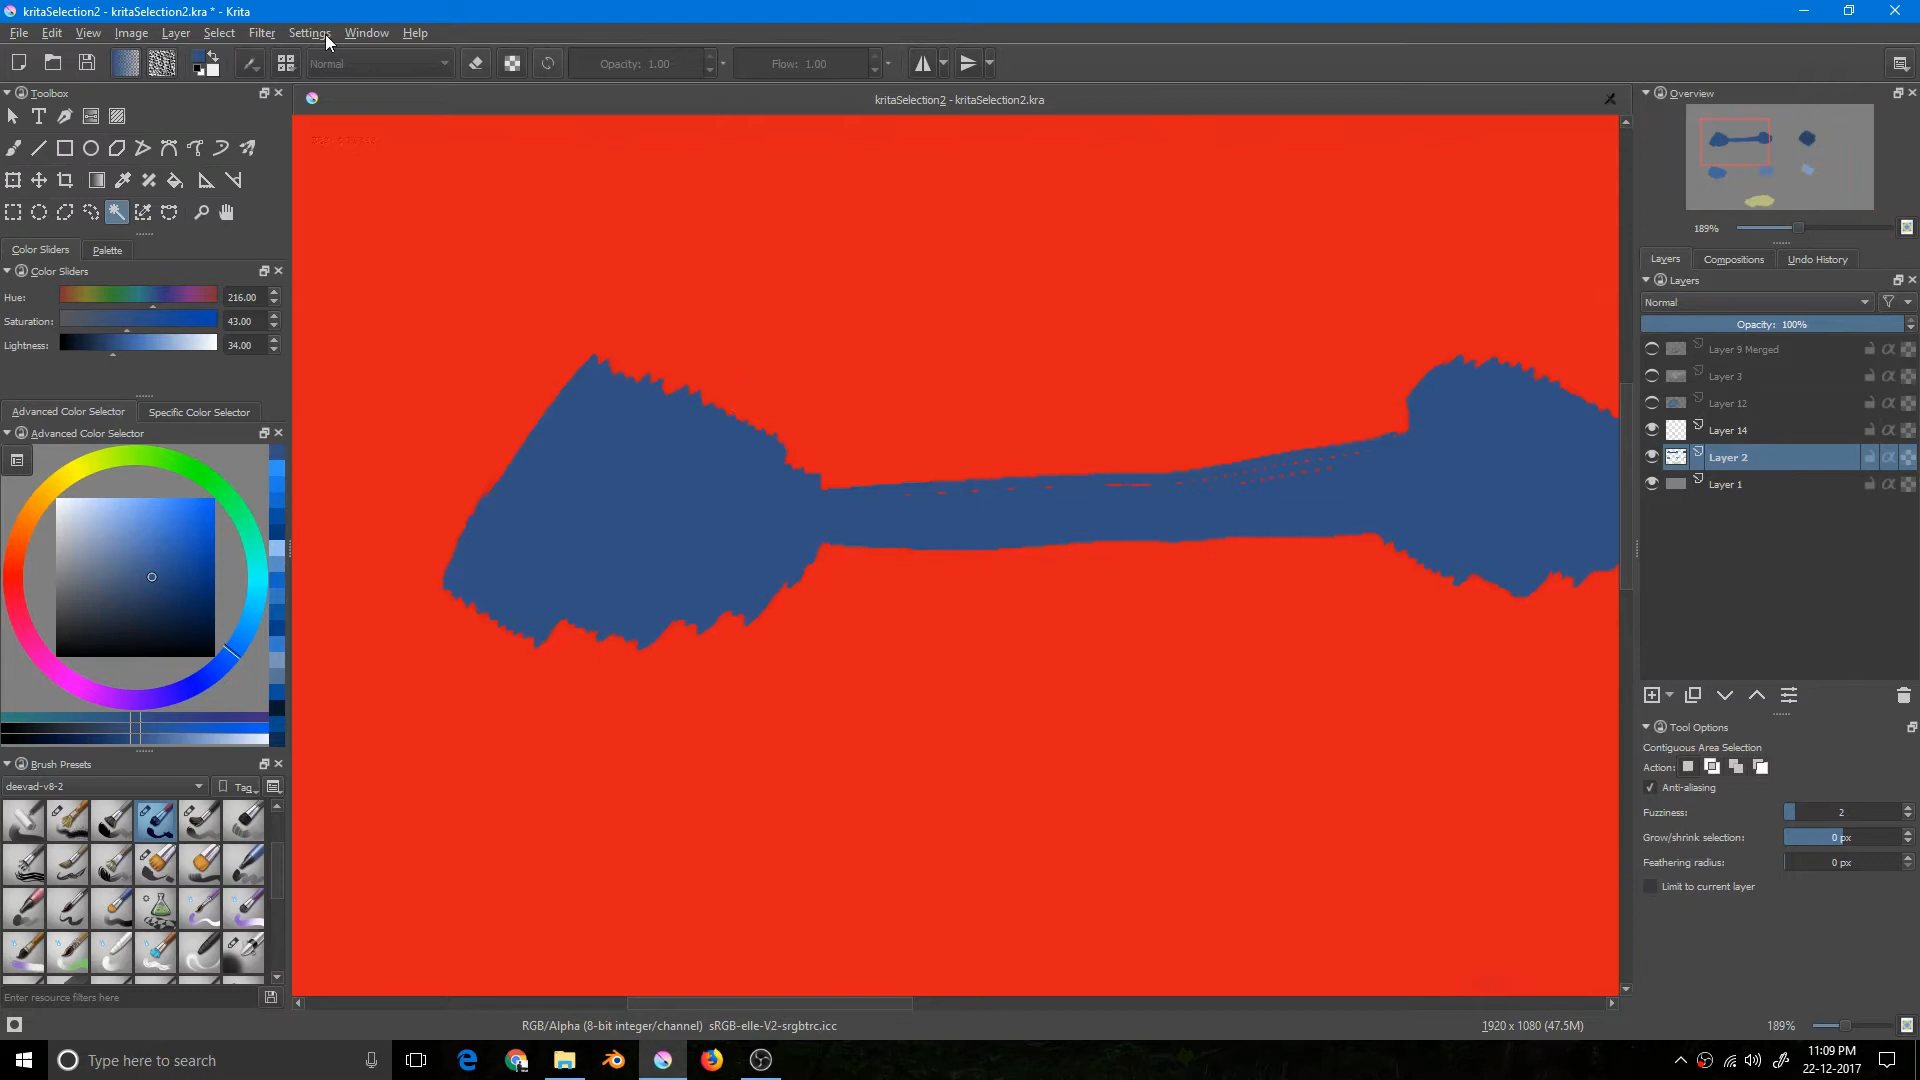 kritaSelection2 - kritaSelection2.kra * - Krita
File Edit View Image Layer Select Filter Settings Window Help
Normal Opacity: 1.00 Flow: 1.00
Toolbox
kritaSelection2 - kritaSelection2.kra
Overview
189%
Color Sliders Palette
Color Sliders
Hue: 216.00
Saturation: 43.00
Lightness: 34.00
Layers Compositions Undo History
Layers
Normal
Opacity: 100%
Layer 9 Merged
Layer 3
Layer 12
Layer 14
Layer 2
Layer 1
Advanced Color Selector Specific Color Selector
Advanced Color Selector
Tool Options
Contiguous Area Selection
Action:
Anti-aliasing
Fuzziness: 2
Grow/shrink selection: 0 px
Feathering radius: 0 px
Limit to current layer
Brush Presets
deevad-v8-2 Tag
Enter resource filters here
RGB/Alpha (8-bit integer/channel) sRGB-elle-V2-srgbtrc.icc 1920 x 1080 (47.5M) 189%
Type here to search
11:09 PM
22-12-2017